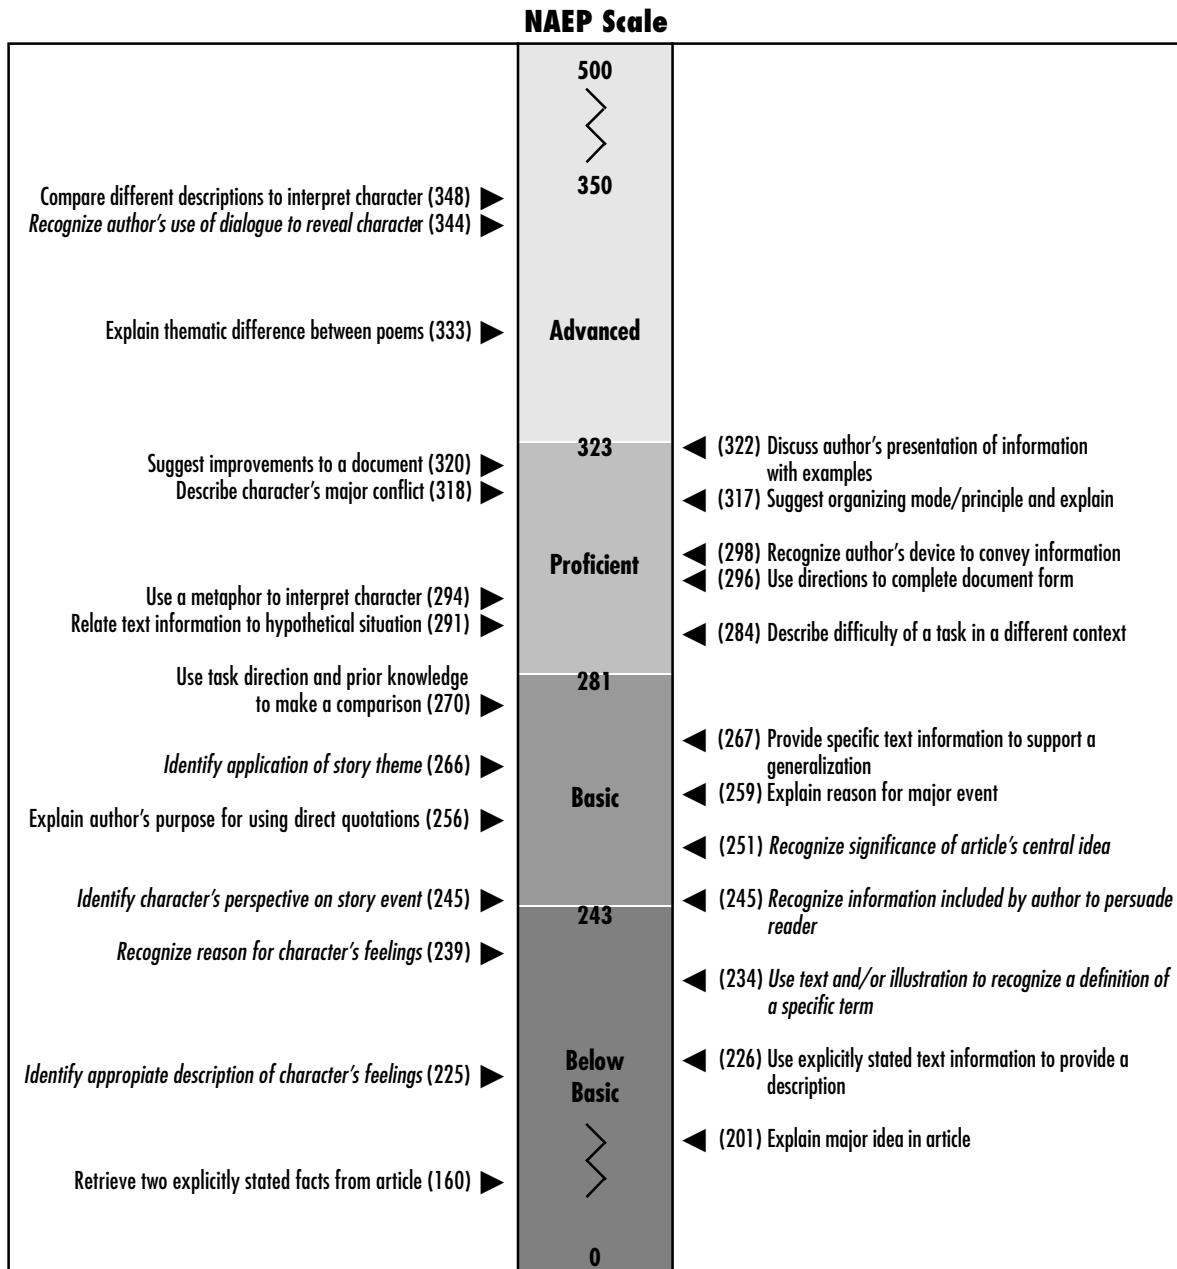 NAEP Scale
500
350
Compare different descriptions to interpret character (348)
Recognize author's use of dialogue to reveal character (344)
Explain thematic difference between poems (333)
Advanced
323
(322) Discuss author's presentation of information
with examples
Suggest improvements to a document (320)
Describe character's major conflict (318)
(317) Suggest organizing mode/principle and explain
Proficient
(298) Recognize author's device to convey information
(296) Use directions to complete document form
Use a metaphor to interpret character (294)
Relate text information to hypothetical situation (291)
(284) Describe difficulty of a task in a different context
281
Use task direction and prior knowledge
to make a comparison (270)
(267) Provide specific text information to support a
generalization
Identify application of story theme (266)
Basic
(259) Explain reason for major event
Explain author's purpose for using direct quotations (256)
(251) Recognize significance of article's central idea
Identify character's perspective on story event (245)
(245) Recognize information included by author to persuade
reader
243
Recognize reason for character's feelings (239)
(234) Use text and/or illustration to recognize a definition of
a specific term
Below
Basic
(226) Use explicitly stated text information to provide a
description
Identify appropiate description of character's feelings (225)
(201) Explain major idea in article
Retrieve two explicitly stated facts from article (160)
0